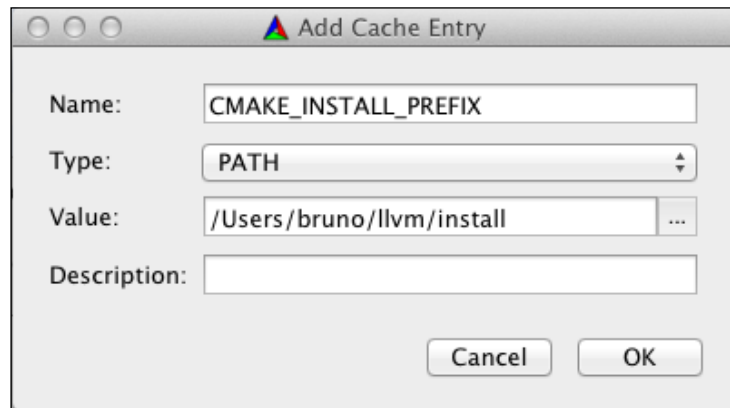 Add Cache Entry
Name: CMAKE_INSTALL_PREFIX
Type: PATH
Value: /Users/bruno/llvm/install ...
Description:
Cancel OK